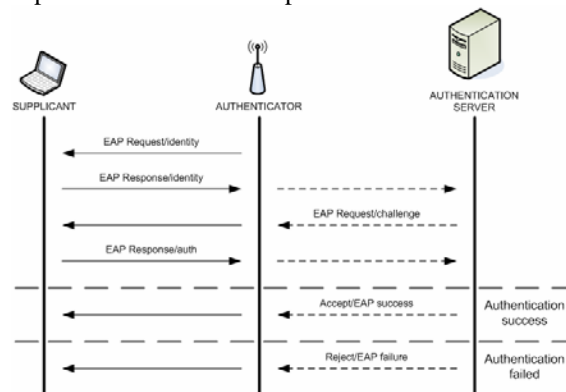 SUPPLICANT
AUTHENTICATOR
AUTHENTICATION
SERVER
EAP Request/identity
EAP Response/identity
EAP Request/challenge
EAP Response/auth
Accept/EAP success
Authentication
success
Reject/EAP failure
Authentication
failed